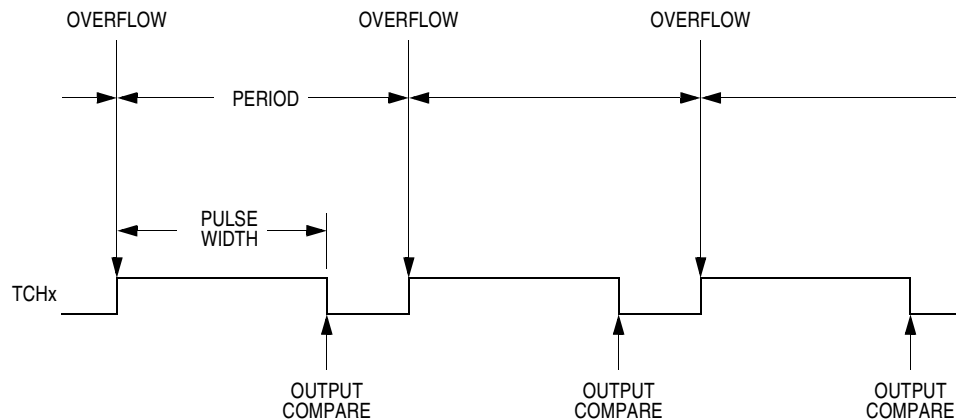 OVERFLOW
OVERFLOW
OVERFLOW
PERIOD
PULSE
WIDTH
TCHx
OUTPUT
COMPARE
OUTPUT
COMPARE
OUTPUT
COMPARE